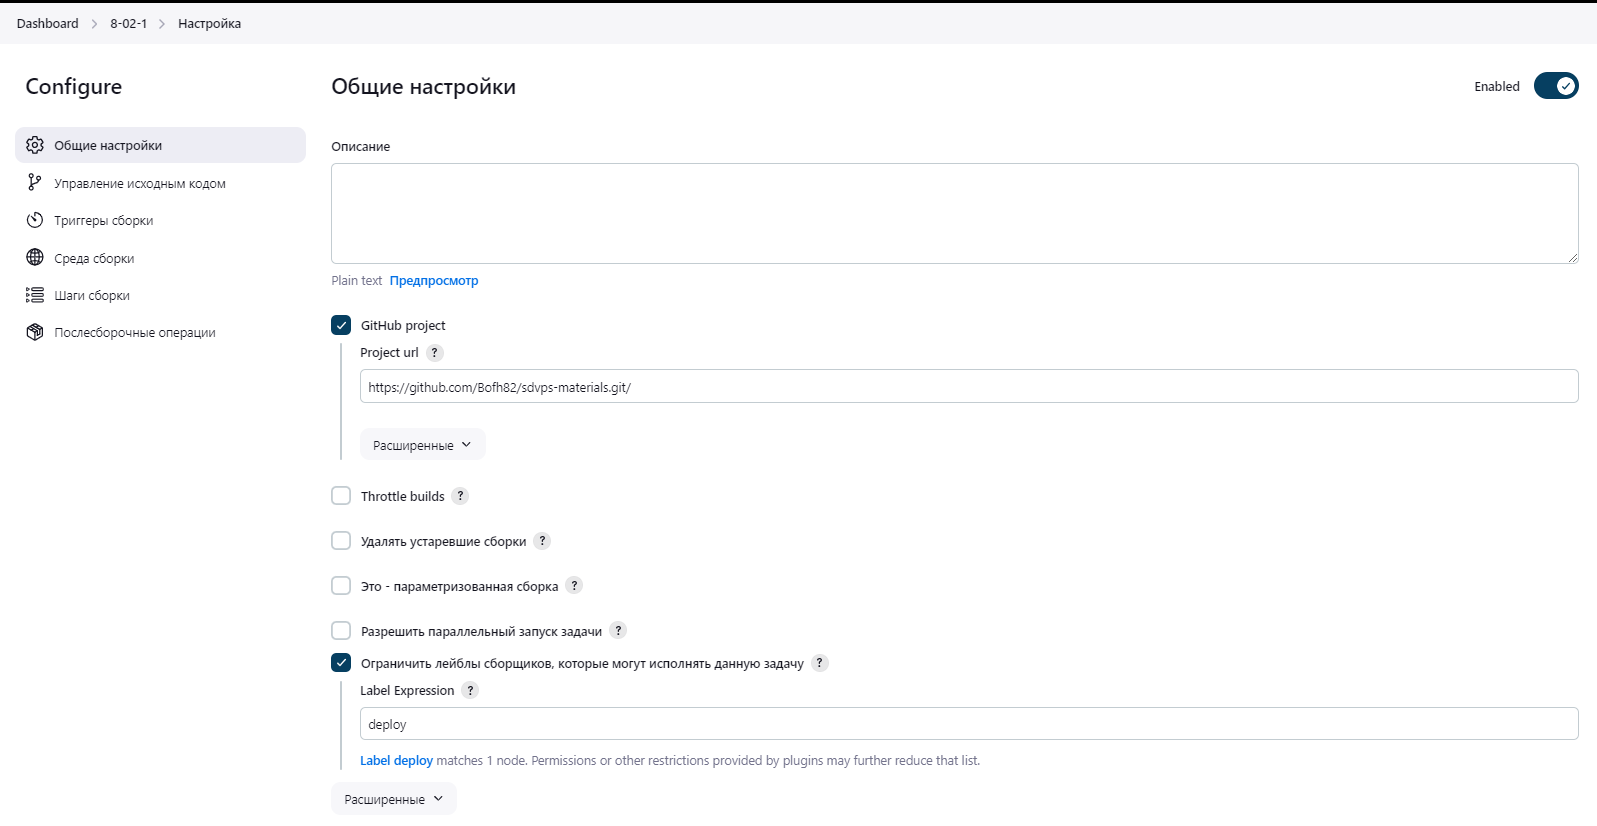 Dashboard > 8-02-1 > Настройка
Configure
Общие настройки
Управление исходным кодом
Триггеры сборки
Среда сборки
Шаги сборки
Послесборочные операции
Общие настройки
Enabled
Описание
Plain text Предпросмотр
GitHub project
Project url ?
https://github.com/Bofh82/sdvps-materials.git/
Расширенные
Throttle builds ?
Удалять устаревшие сборки ?
Это - параметризованная сборка ?
Разрешить параллельный запуск задачи ?
Ограничить лейблы сборщиков, которые могут исполнять данную задачу ?
Label Expression ?
deploy
Label deploy matches 1 node. Permissions or other restrictions provided by plugins may further reduce that list.
Расширенные